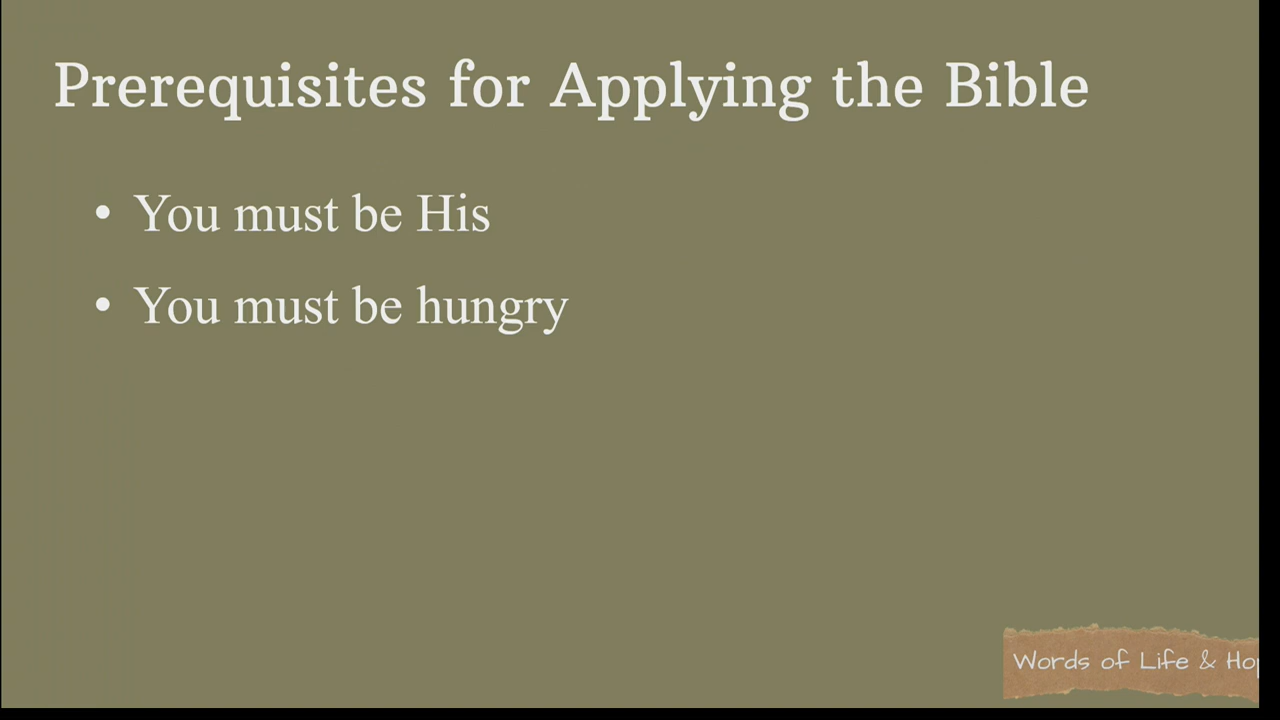 Prerequisites for Applying the Bible
• You must be His
• You must be hungry
Words of Life &